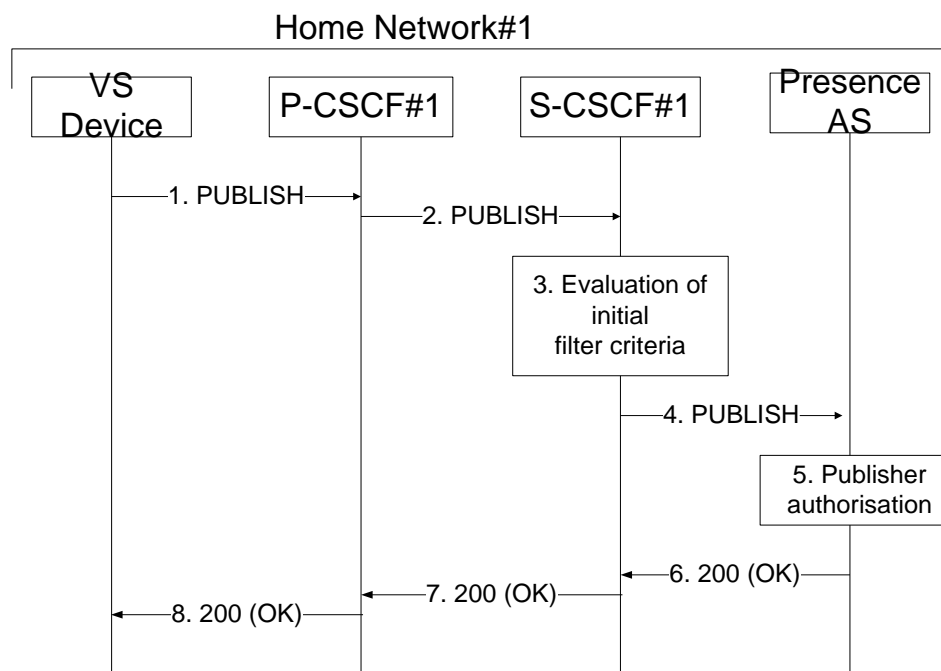 Home Network#1
VS
Device
P-CSCF#1
S-CSCF#1
Presence
AS
1. PUBLISH
2. PUBLISH
3. Evaluation of
initial
filter criteria
4. PUBLISH
5. Publisher
authorisation
6. 200 (OK)
7. 200 (OK)
8. 200 (OK)